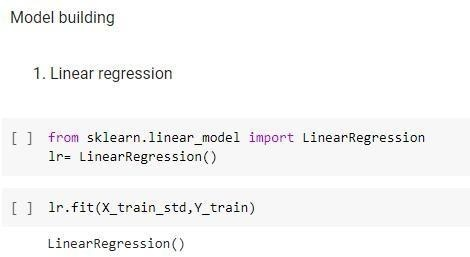 Model building
1. Linear regression
[ ] from sklearn.linear_model import LinearRegression
lr= LinearRegression()
[ ] lr.fit(X_train_std,Y_train)
LinearRegression()